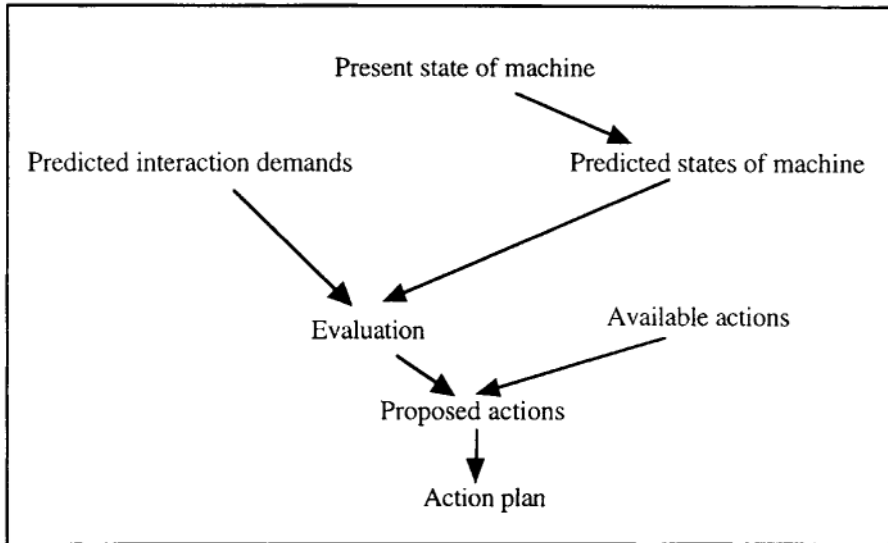 Present state of machine
Predicted interaction demands
Predicted states of machine
Evaluation
Available actions
Proposed actions
Action plan